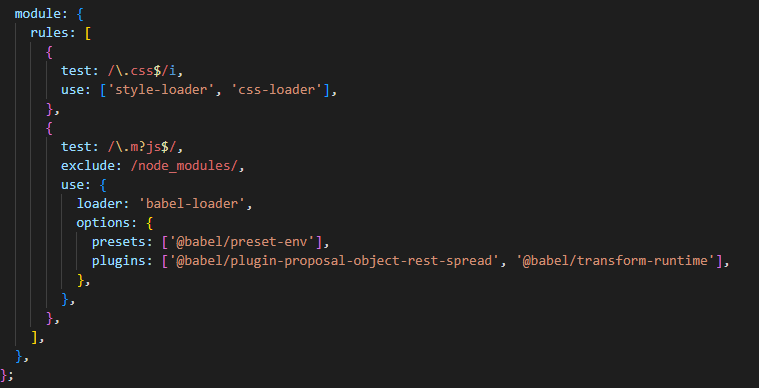 module: {
rules: [
{
test: /\.css$/i,
use: ['style-loader', 'css-loader'],
},
{
test: /\.m?js$/,
exclude: /node_modules/,
use: {
loader: 'babel-loader',
options: {
presets: ['@babel/preset-env'],
plugins: ['@babel/plugin-proposal-object-rest-spread', '@babel/transform-runtime'],
},
},
},
],
},
};